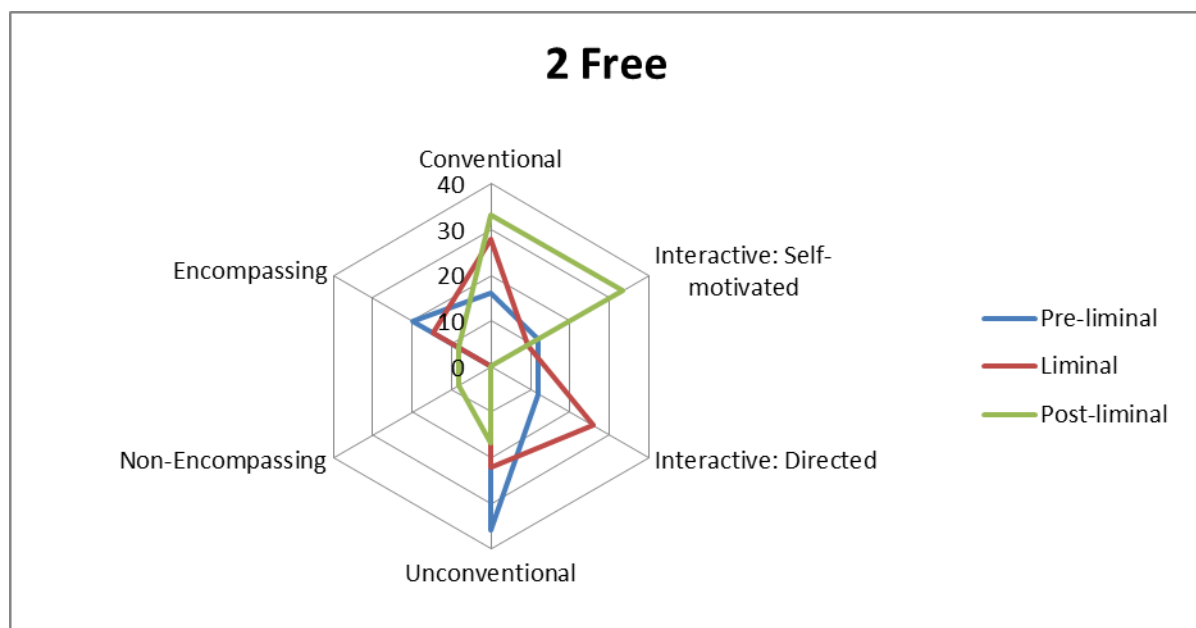 2 Free
Conventional
40
30
20
10
0
Interactive: Self-
motivated
Encompassing
Pre-liminal
Liminal
Post-liminal
Non-Encompassing
Interactive: Directed
Unconventional